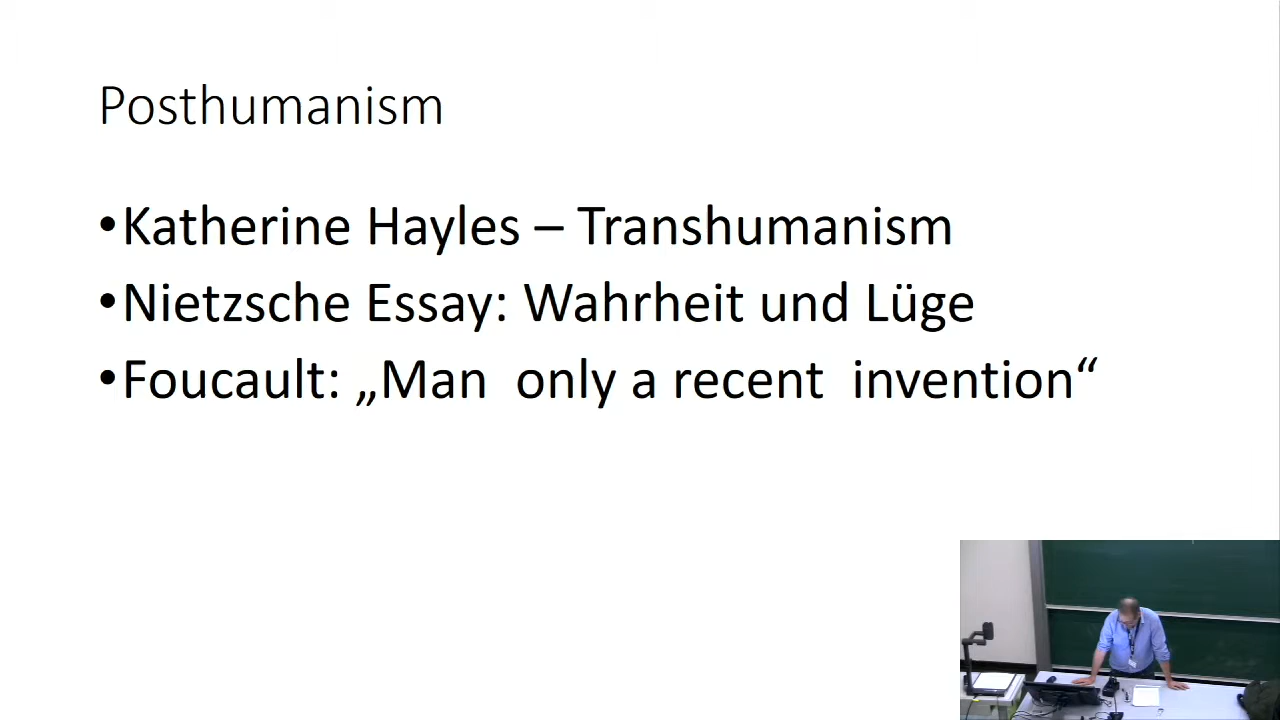 Posthumanism
•Katherine Hayles – Transhumanism
•Nietzsche Essay: Wahrheit und Lüge
•Foucault: „Man only a recent invention“